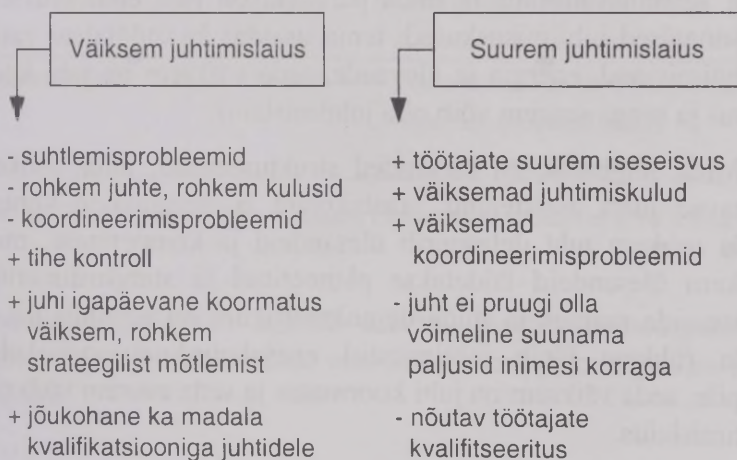 Väiksem juhtimislaius
- suhtlemisprobleemid
- rohkem juhte, rohkem kulusid
- koordineerimisprobleemid
+ tihe kontroll
+ juhi igapäevane koormatus
väiksem, rohkem
strateegilist mõtlemist
+ jõukohane ka madala
kvalifikatsiooniga juhtidele
Suurem juhtimislaius
+ töötajate suurem iseseisvus
+ väiksemad juhtimiskulud
+ väiksemad
koordineerimisprobleemid
- juht ei pruugi olla
võimeline suunama
paljusid inimesi korraga
- nõutav töötajate
kvalifitseeritus